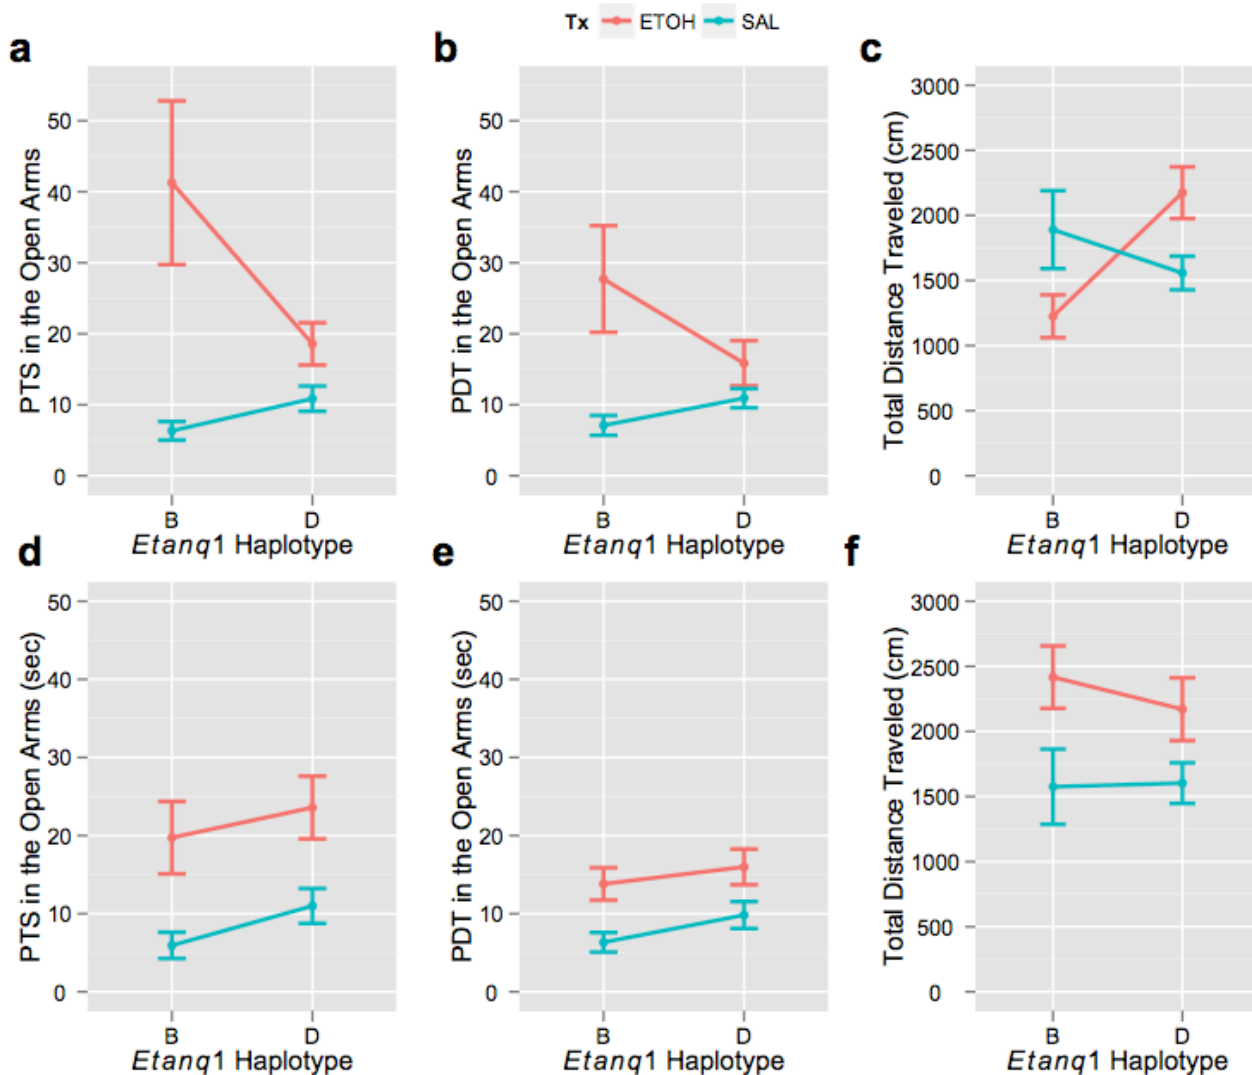 Tx ETOH SAL
a
PTS in the Open Arms
50
40
30
20
10
0
B D
Etanq1 Haplotype
b
PDT in the Open Arms
50
40
30
20
10
0
B D
Etanq1 Haplotype
c
Total Distance Traveled (cm)
3000
2500
2000
1500
1000
500
0
B D
Etanq1 Haplotype
d
PTS in the Open Arms (sec)
50
40
30
20
10
0
B D
Etanq1 Haplotype
e
PDT in the Open Arms (sec)
50
40
30
20
10
0
B D
Etanq1 Haplotype
f
Total Distance Traveled (cm)
3000
2500
2000
1500
1000
500
0
B D
Etanq1 Haplotype